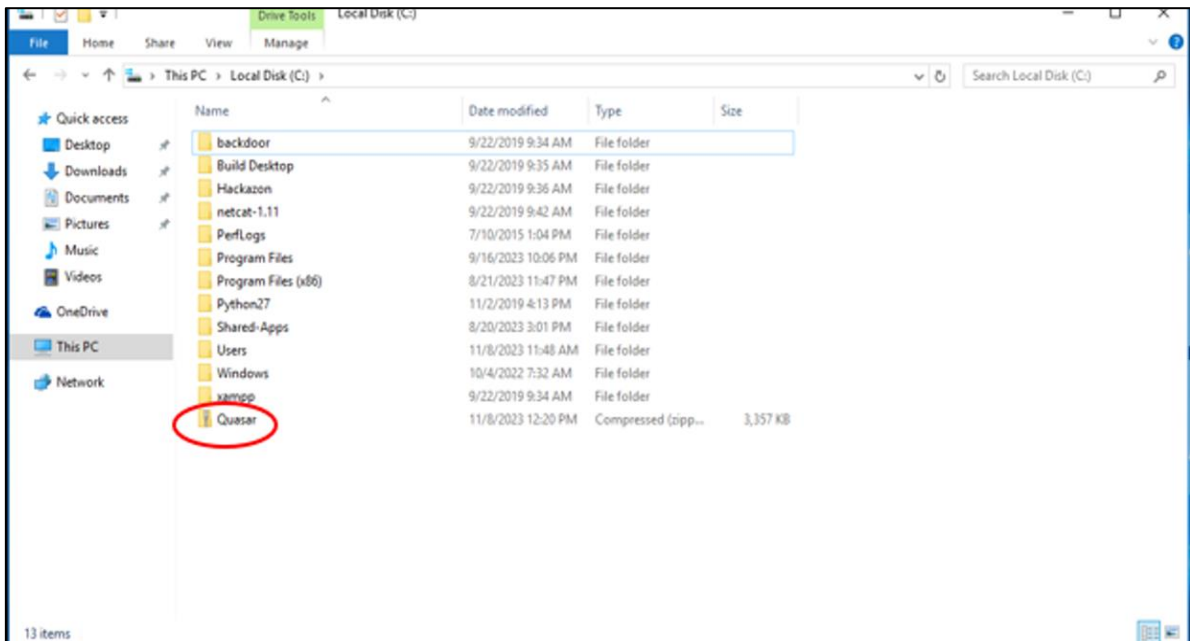 Drive Tools Local Disk (C:)
File Home Share View Manage
This PC > Local Disk (C:) > Search Local Disk (C:)
Name Date modified Type Size
Quick access
Desktop
Downloads
Documents
Pictures
Music
Videos
OneDrive
This PC
Network
backdoor 9/22/2019 9:34 AM File folder
Build Desktop 9/22/2019 9:35 AM File folder
Hackazon 9/22/2019 9:36 AM File folder
netcat-1.11 9/22/2019 9:42 AM File folder
PerfLogs 7/10/2015 1:04 PM File folder
Program Files 9/16/2023 10:06 PM File folder
Program Files (x86) 8/21/2023 11:47 PM File folder
Python27 11/2/2019 4:13 PM File folder
Shared-Apps 8/20/2023 3:01 PM File folder
Users 11/8/2023 11:48 AM File folder
Windows 10/4/2022 7:32 AM File folder
xampp 9/22/2019 9:34 AM File folder
Quasar 11/8/2023 12:20 PM Compressed (zipp... 3,357 KB
13 items